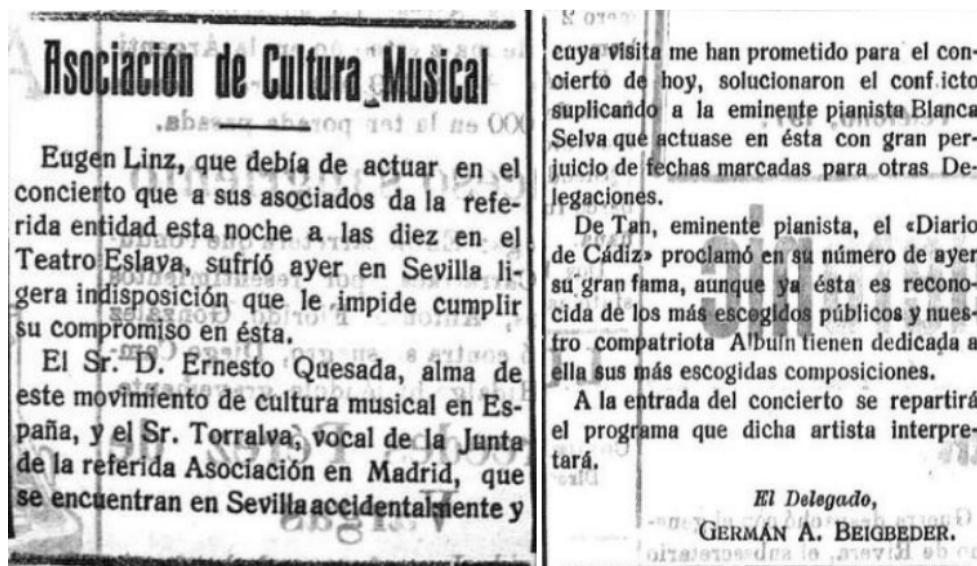 Asociación de Cultura Musical
Eugen Linz, que debía de actuar en el
concierto que a sus asociados da la refe-
rida entidad esta noche a las diez en el
Teatro Eslava, sufrió ayer en Sevilla li-
gera indisposición que le impide cumplir
su compromiso en ésta.
El Sr. D. Ernesto Quesada, alma de
este movimiento de cultura musical en Es-
paña, y el Sr. Torralva, vocal de la Junta
de la referida Asociación en Madrid, que
se encuentran en Sevilla accidentalmente y
cuya visita me han prometido para el con-
cierto de hoy, solucionaron el conf.icto
suplicando a la eminente pianista Blanca
Selva que actuase en ésta con gran per-
juicio de fechas marcadas para otras De-
legaciones.
De Tan, eminente pianista, el «Diario
de Cádiz» proclamó en su número de ayer
su gran fama, aunque ya ésta es recono-
cida de los más escogidos públicos y nues-
tro compatriota Albuin tienen dedicada a
ella sus más escogidas composiciones.
A la entrada del concierto se repartirá
el programa que dicha artista interpre-
tará.
El Delegado,
GERMÁN A. BEIGBEDER.